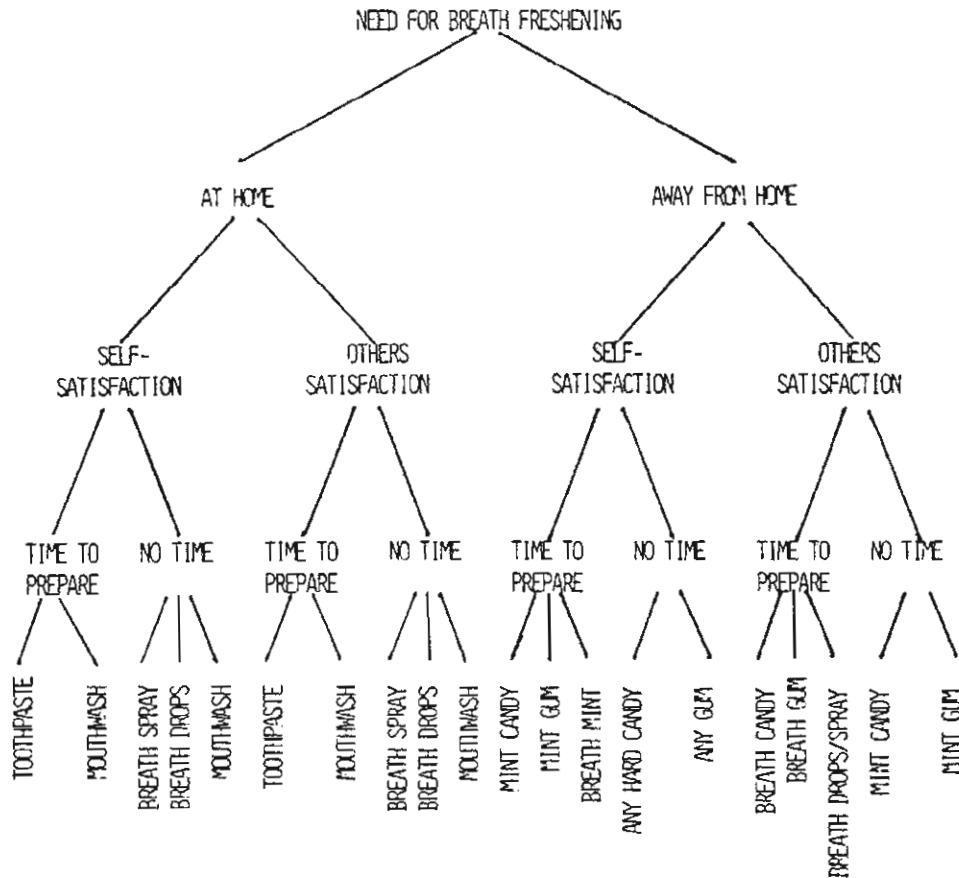 NEED FOR BREATH FRESHENING
AT HOME
AWAY FROM HOME
SELF-
SATISFACTION
OTHERS
SATISFACTION
SELF-
SATISFACTION
OTHERS
SATISFACTION
TIME TO
PREPARE
NO TIME
TIME TO
PREPARE
NO TIME
TIME TO
PREPARE
NO TIME
TIME TO
PREPARE
NO TIME
TOOTHPASTE
MOUTHWASH
BREATH SPRAY
BREATH DROPS
MOUTHWASH
TOOTHPASTE
MOUTHWASH
BREATH SPRAY
BREATH DROPS
MOUTHWASH
MINT CANDY
MINT GUM
BREATH MINT
ANY HARD CANDY
ANY GUM
BREATH CANDY
BREATH GUM
BREATH DROPS/SPRAY
MINT CANDY
MINT GUM